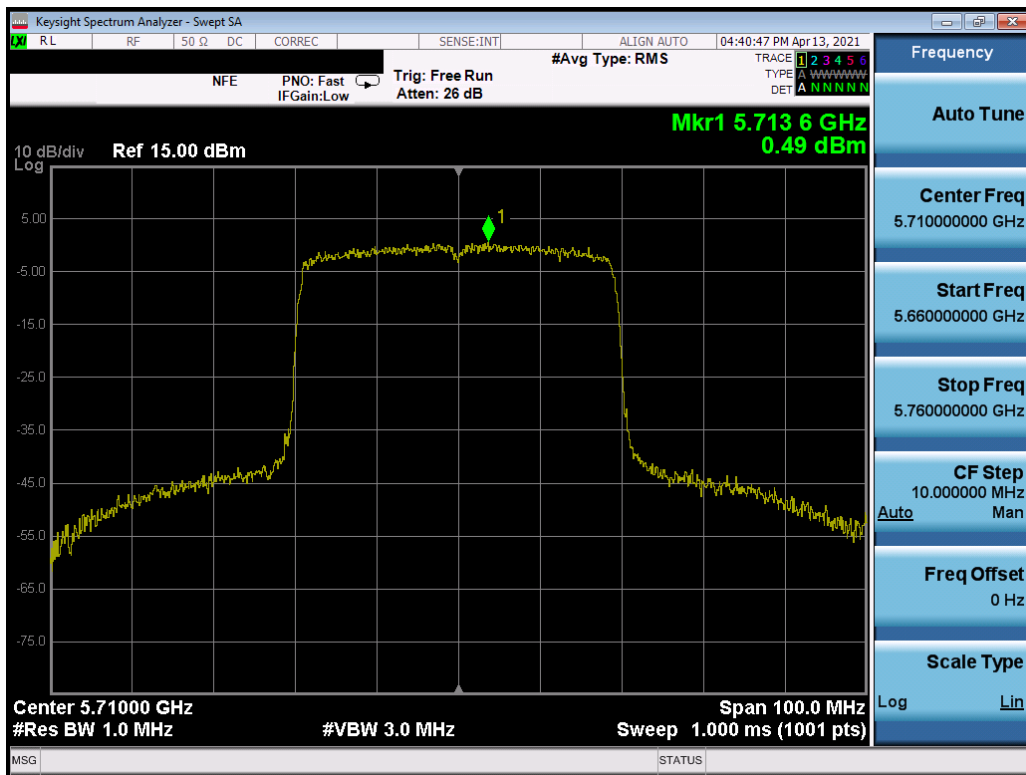 Keysight Spectrum Analyzer - Swept SA
LXI RL RF 50 Ω DC CORREC SENSE:INT ALIGN AUTO 04:40:47 PM Apr 13, 2021
#Avg Type: RMS TRACE 1 2 3 4 5 6
NFE PNO: Fast Trig: Free Run TYPE A WWWWW
IFGain:Low Atten: 26 dB DET A N N N N N
Mkr1 5.713 6 GHz
10 dB/div Ref 15.00 dBm 0.49 dBm
Log
1
5.00
-5.00
-15.0
-25.0
-35.0
-45.0
-55.0
-65.0
-75.0
Center 5.71000 GHz Span 100.0 MHz
#Res BW 1.0 MHz #VBW 3.0 MHz Sweep 1.000 ms (1001 pts)
MSG STATUS
Frequency
Auto Tune
Center Freq
5.710000000 GHz
Start Freq
5.660000000 GHz
Stop Freq
5.760000000 GHz
CF Step
10.000000 MHz
Auto Man
Freq Offset
0 Hz
Scale Type
Log Lin